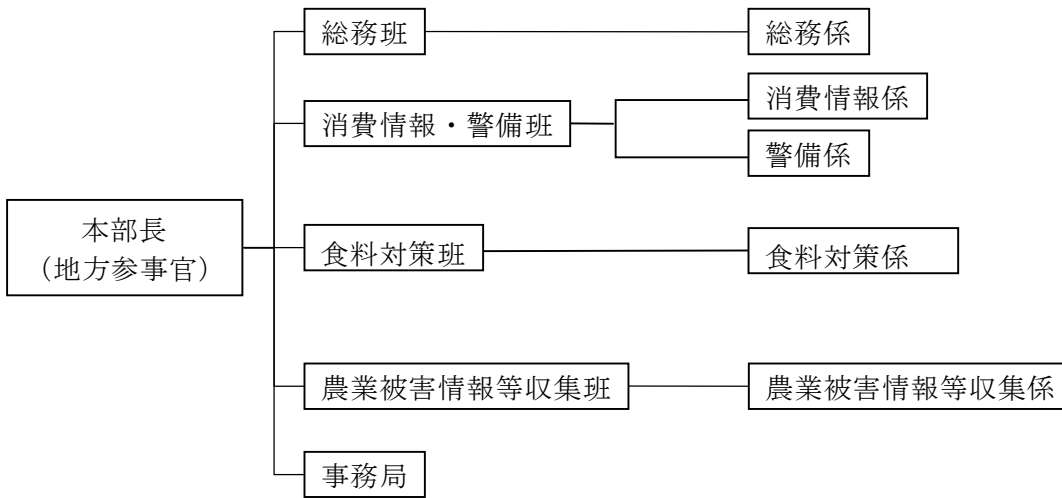 総務班
総務係
消費情報・警備班
消費情報係
警備係
本部長
（地方参事官）
食料対策班
食料対策係
農業被害情報等収集班
農業被害情報等収集係
事務局